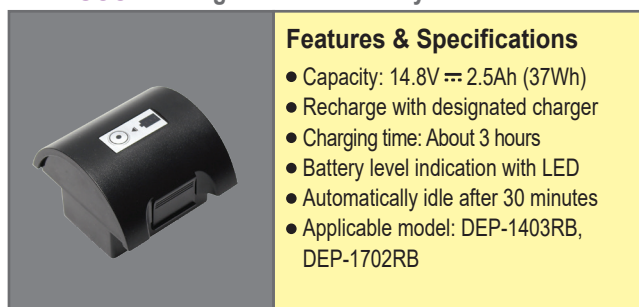 Features & Specifications
● Capacity: 14.8V ⎓ 2.5Ah (37Wh)
● Recharge with designated charger
● Charging time: About 3 hours
● Battery level indication with LED
● Automatically idle after 30 minutes
● Applicable model: DEP-1403RB,
DEP-1702RB